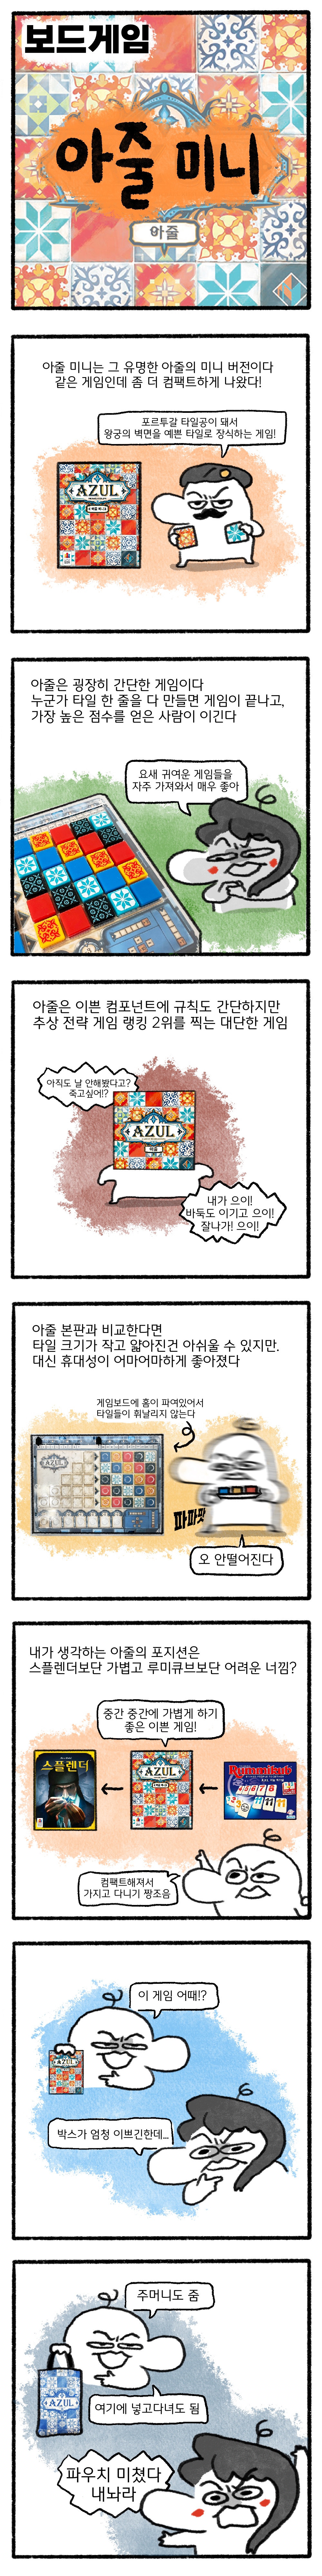 보드게임
아줄 미니
아줄
아줄 미니는 그 유명한 아줄의 미니 버전이다
같은 게임인데 좀 더 컴팩트하게 나왔다!
포르투갈 타일공이 돼서
왕궁의 벽면을 예쁜 타일로 장식하는 게임!
AZUL
아줄은 굉장히 간단한 게임이다
누군가 타일 한 줄을 다 만들면 게임이 끝나고,
가장 높은 점수를 얻은 사람이 이긴다
요새 귀여운 게임들을
자주 가져와서 매우 좋아
아줄은 이쁜 컴포넌트에 규칙도 간단하지만
추상 전략 게임 랭킹 2위를 찍는 대단한 게임
아직도 날 안해봤다고?
죽고싶어!?
AZUL
아줄
내가 으이!
바둑도 이기고 으이!
잘나가! 으이!
아줄 본판과 비교한다면
타일 크기가 작고 얇아진건 아쉬울 수 있지만.
대신 휴대성이 어마어마하게 좋아졌다
게임보드에 홈이 파여있어서
타일들이 휘날리지 않는다
AZUL
파파팟
오 안떨어진다
내가 생각하는 아줄의 포지션은
스플렌더보단 가볍고 루미큐브보단 어려운 너낌?
중간 중간에 가볍게 하기
좋은 이쁜 게임!
스플렌더
AZUL
Rummikub
컴팩트해져서
가지고 다니기 짱조음
이 게임 어때!?
AZUL
박스가 엄청 이쁘긴한데...
주머니도 줌
AZUL
여기에 넣고다녀도 됨
파우치 미쳤다
내놔라